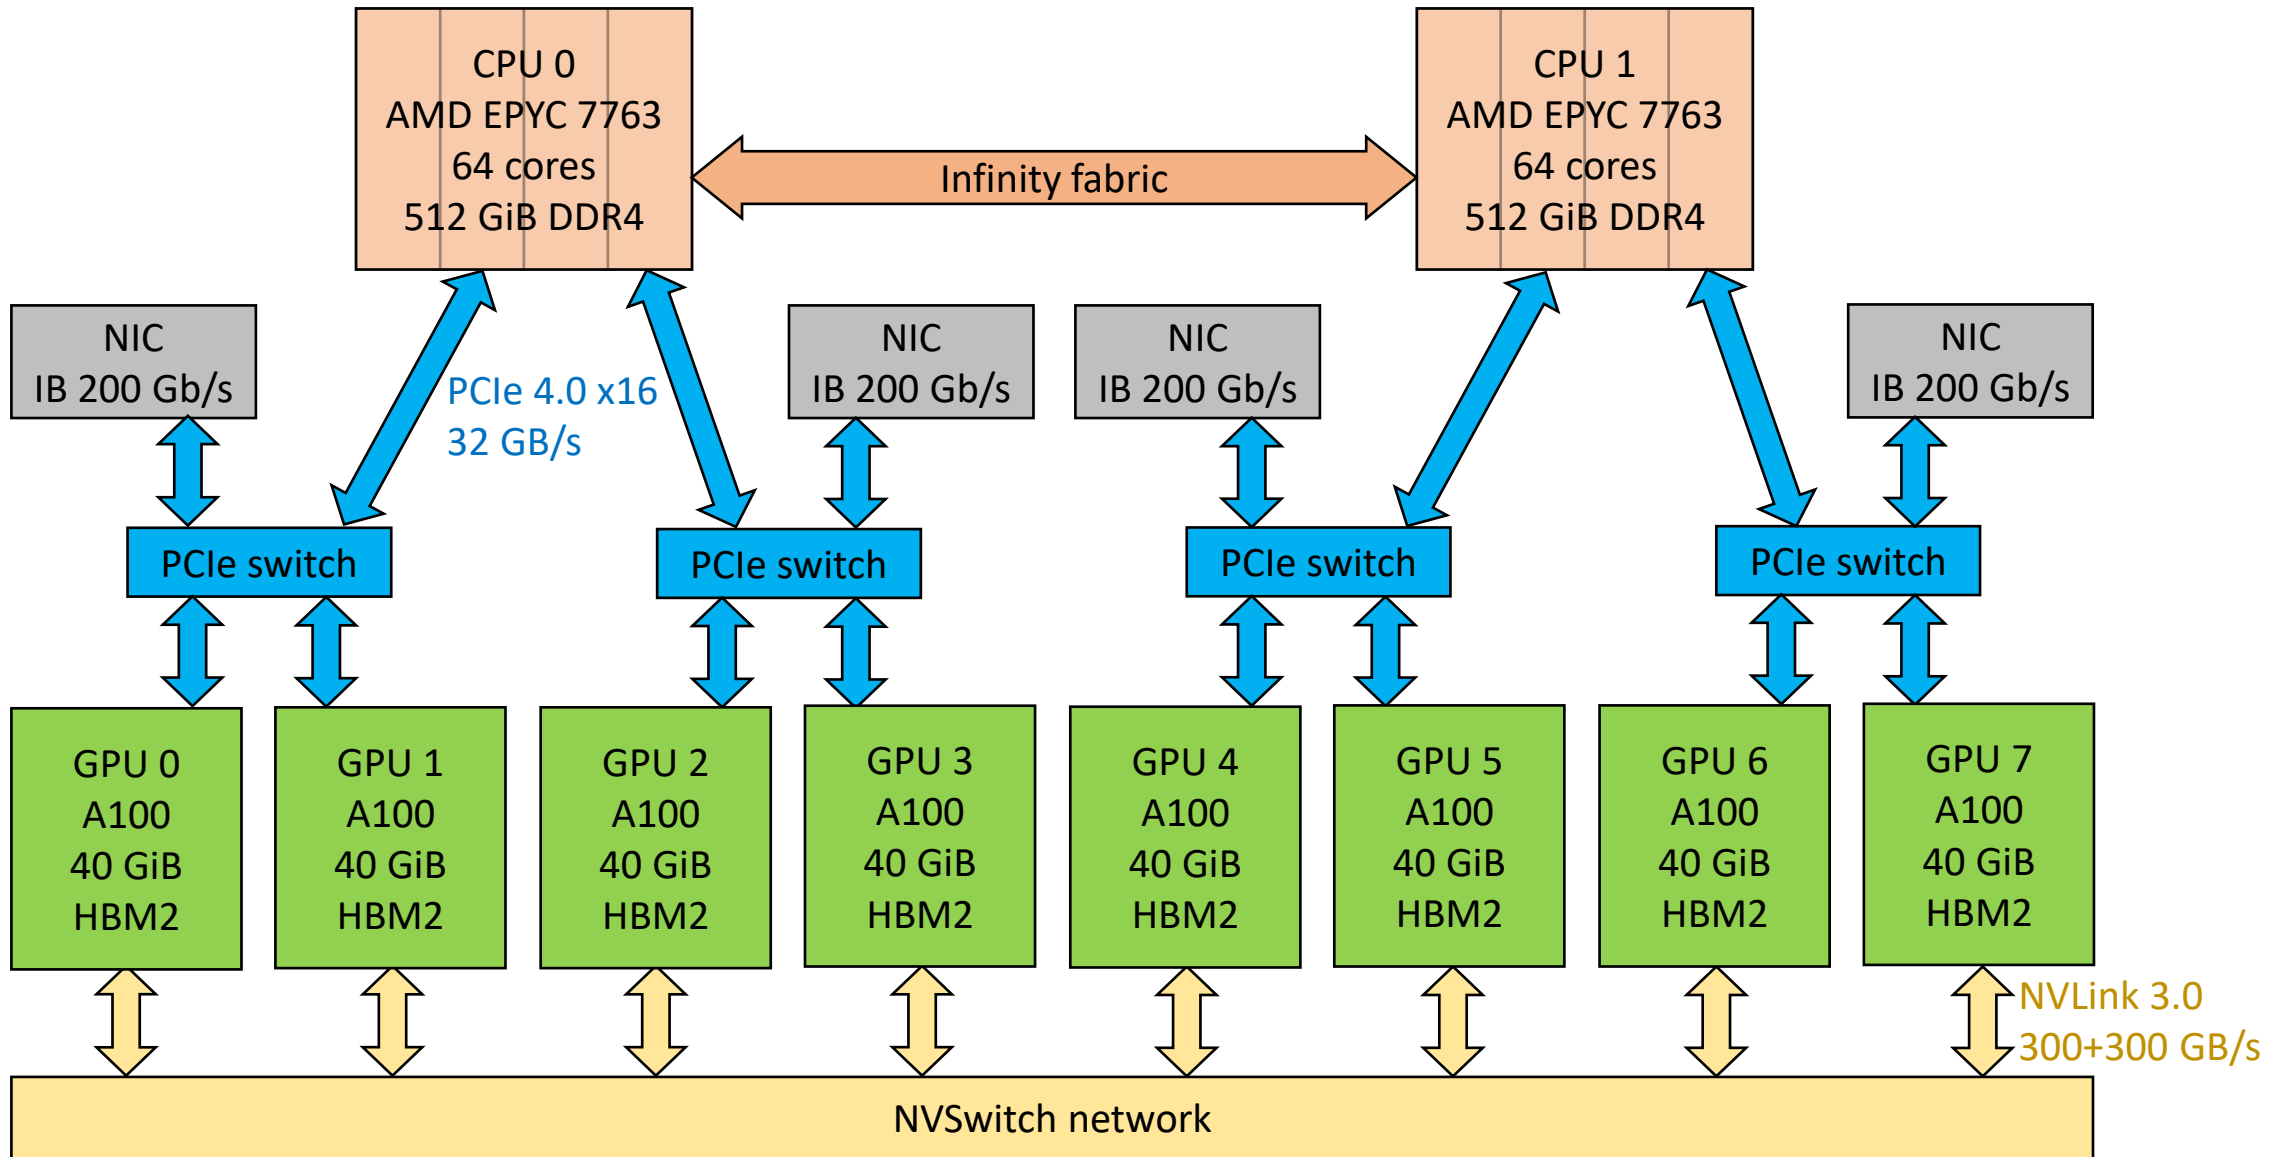 CPU 0
AMD EPYC 7763
64 cores
512 GiB DDR4
Infinity fabric
CPU 1
AMD EPYC 7763
64 cores
512 GiB DDR4
NIC
IB 200 Gb/s
PCIe 4.0 x16
32 GB/s
NIC
IB 200 Gb/s
NIC
IB 200 Gb/s
NIC
IB 200 Gb/s
PCIe switch
PCIe switch
PCIe switch
PCIe switch
GPU 0
A100
40 GiB
HBM2
GPU 1
A100
40 GiB
HBM2
GPU 2
A100
40 GiB
HBM2
GPU 3
A100
40 GiB
HBM2
GPU 4
A100
40 GiB
HBM2
GPU 5
A100
40 GiB
HBM2
GPU 6
A100
40 GiB
HBM2
GPU 7
A100
40 GiB
HBM2
NVLink 3.0
300+300 GB/s
NVSwitch network